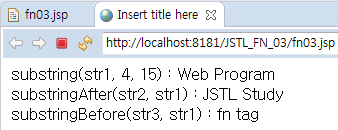 fn03.jsp
Insert title here
http://localhost:8181/JSTL_FN_03/fn03.jsp
substring(str1, 4, 15) : Web Program
substringAfter(str2, str1) : JSTL Study
substringBefore(str3, str1) : fn tag